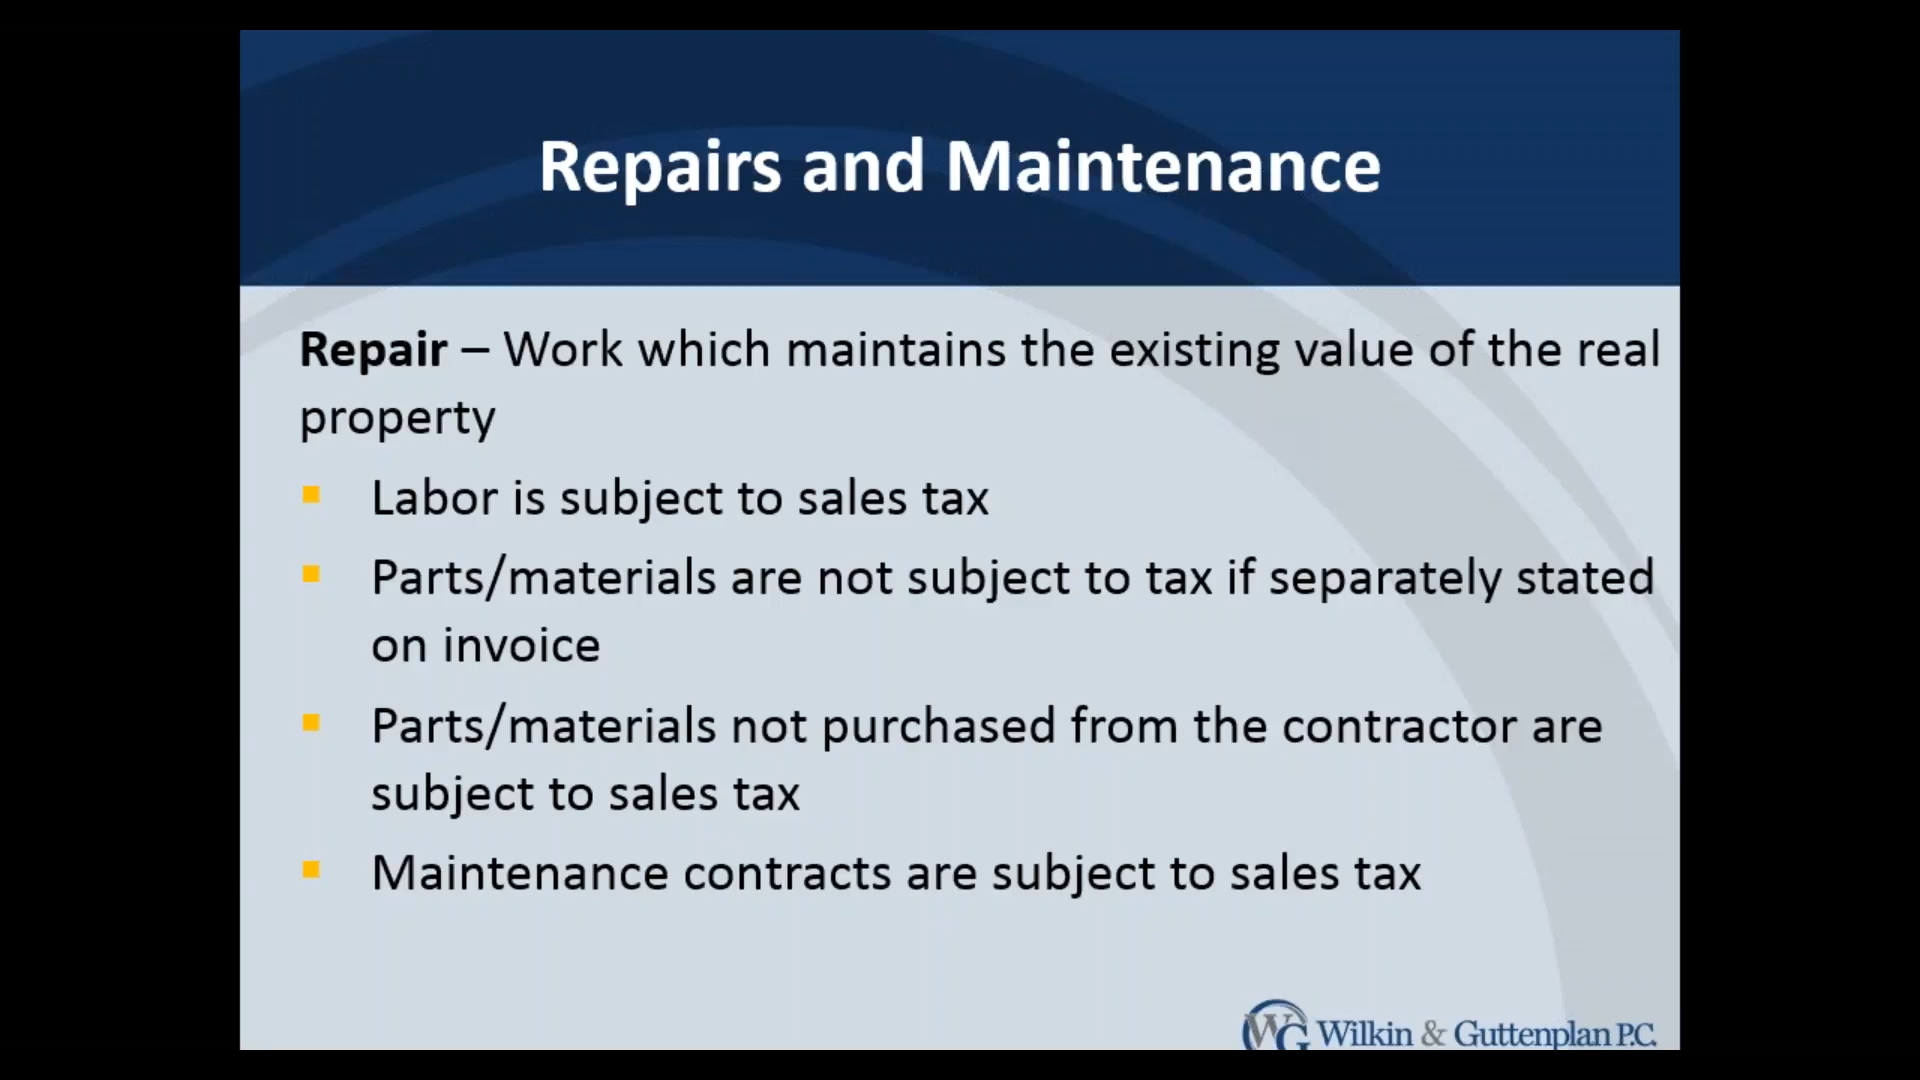 Repairs and Maintenance
Repair – Work which maintains the existing value of the real
property
Labor is subject to sales tax
Parts/materials are not subject to tax if separately stated
on invoice
Parts/materials not purchased from the contractor are
subject to sales tax
Maintenance contracts are subject to sales tax
WG Wilkin & Guttenplan P.C.